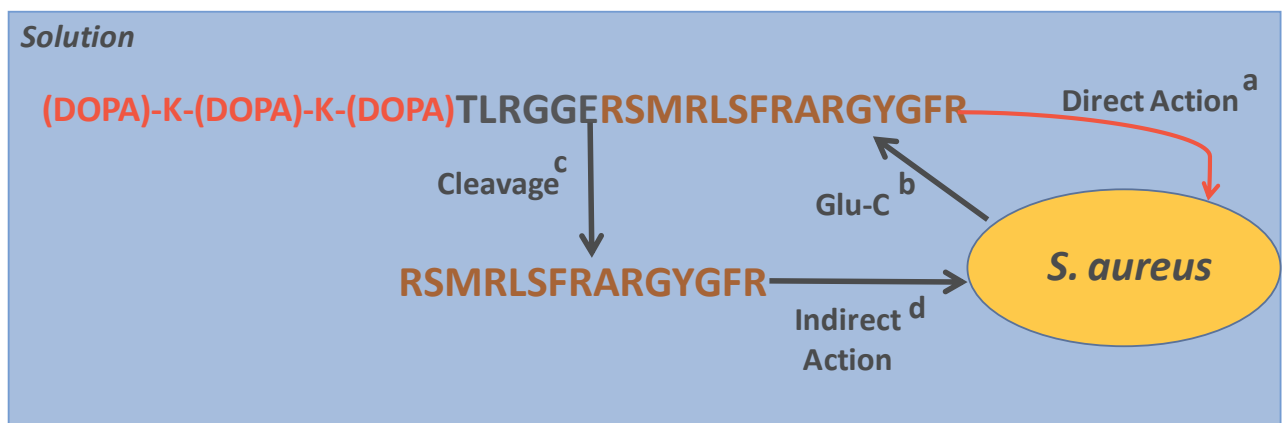 Solution
(DOPA)-K-(DOPA)-K-(DOPA)TLRGGERSMRLSFRARGYGFR
Direct Action a
Cleavage c
Glu-C b
S. aureus
RSMRLSFRARGYGFR
Indirect d
Action